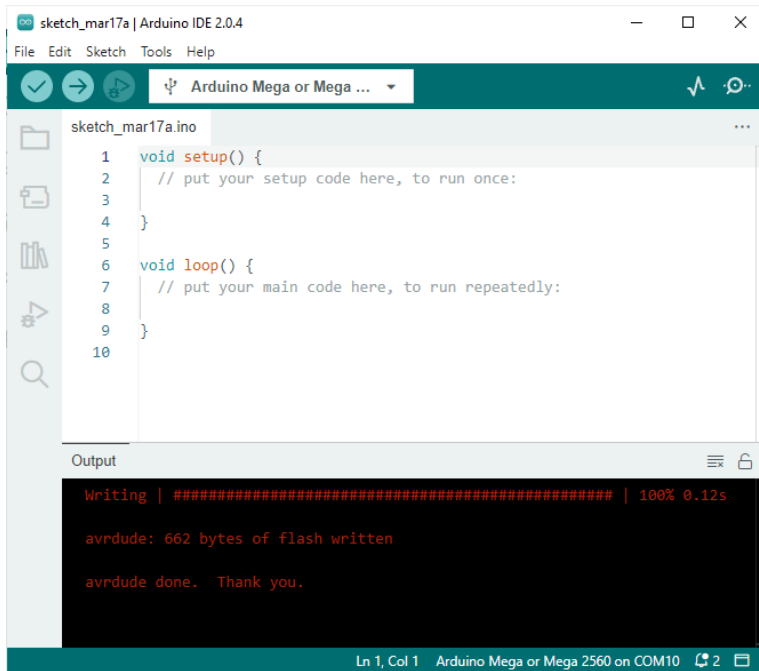 sketch_mar17a | Arduino IDE 2.0.4
File Edit Sketch Tools Help
Arduino Mega or Mega ...
sketch_mar17a.ino
1 void setup() {
2 // put your setup code here, to run once:
3
4 }
5
6 void loop() {
7 // put your main code here, to run repeatedly:
8
9 }
10
Output
Writing | ################################################## | 100% 0.12s
avrdude: 662 bytes of flash written
avrdude done.  Thank you.
Ln 1, Col 1 Arduino Mega or Mega 2560 on COM10 2